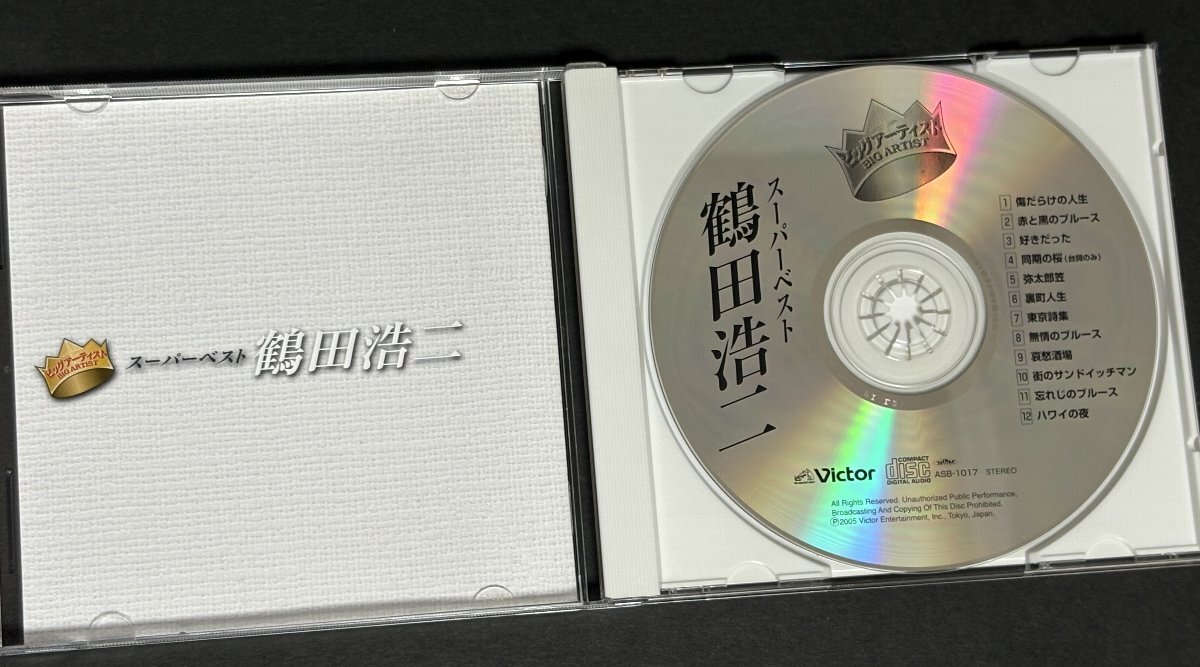 ビッグアーティスト
BIG ARTIST
スーパーベスト 鶴田浩二
ビッグアーティスト
BIG ARTIST
スーパーベスト
鶴田浩二
1 傷だらけの人生
2 赤と黒のブルース
3 好きだった
4 同期の桜(台詞のみ)
5 弥太郎笠
6 裏町人生
7 東京詩集
8 無情のブルース
9 哀愁酒場
10 街のサンドイッチマン
11 忘れじのブルース
12 ハワイの夜
Victor
COMPACT
disc
DIGITAL AUDIO
ASB-1017 STEREO
All Rights Reserved. Unauthorized Public Performance,
Broadcasting And Copying Of This Disc Prohibited.
Ⓟ2005 Victor Entertainment, Inc., Tokyo, Japan.